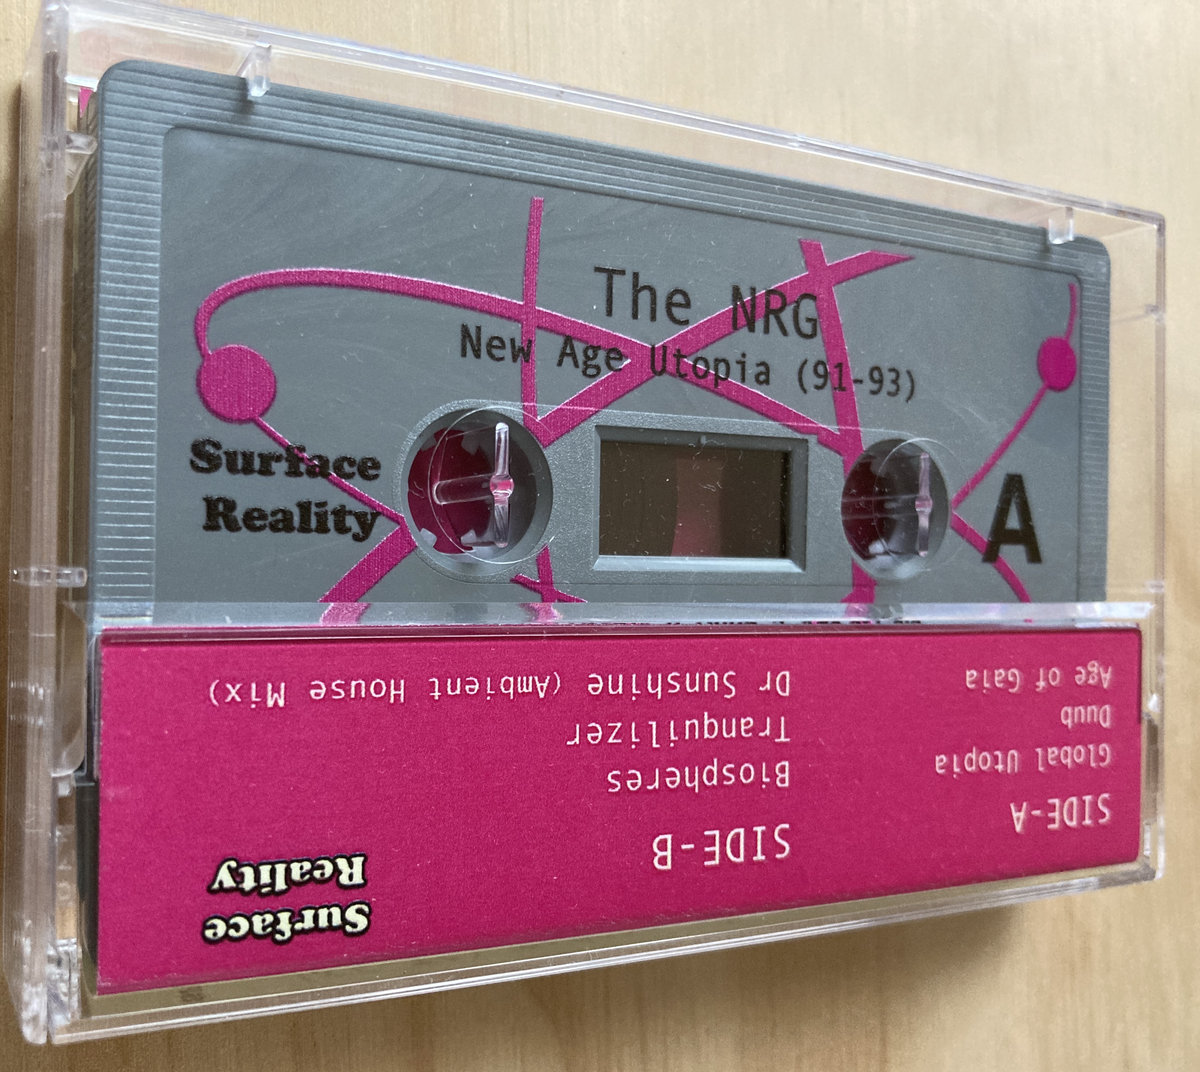 The NRG
New Age Utopia (91-93)
Surface
Reality
A
SIDE-A
Global Utopia
Duub
Age of Gaia
SIDE-B
Biospheres
Tranquilizer
Dr Sunshine (Ambient House Mix)
Surface
Reality